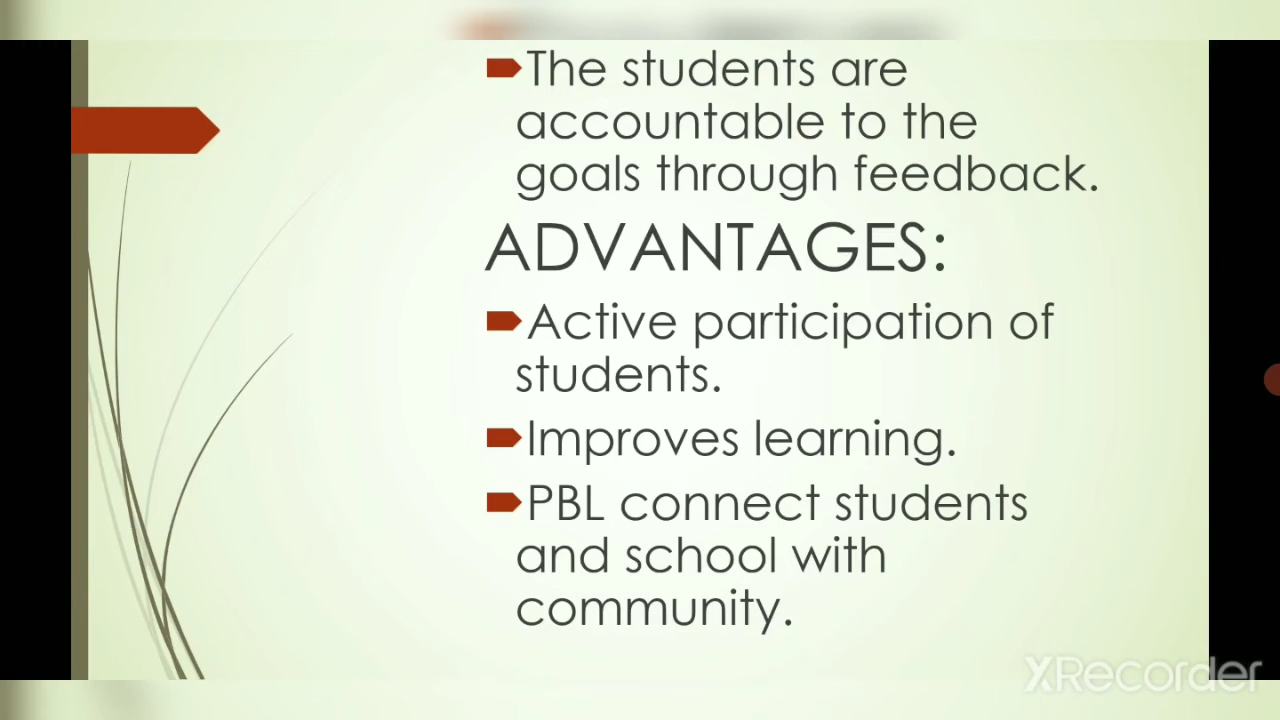 The students are
accountable to the
goals through feedback.
ADVANTAGES:
Active participation of
students.
Improves learning.
PBL connect students
and school with
community.
XRecorder